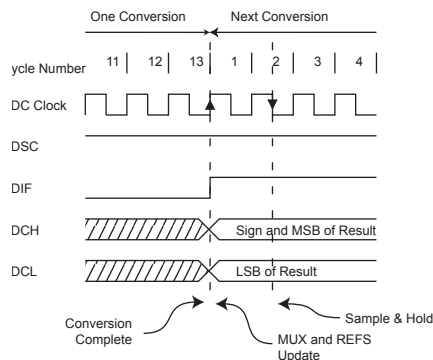 One Conversion Next Conversion
ycle Number 11 12 13 1 2 3 4
DC Clock
DSC
DIF
DCH Sign and MSB of Result
DCL LSB of Result
Sample & Hold
Conversion
Complete
MUX and REFS
Update